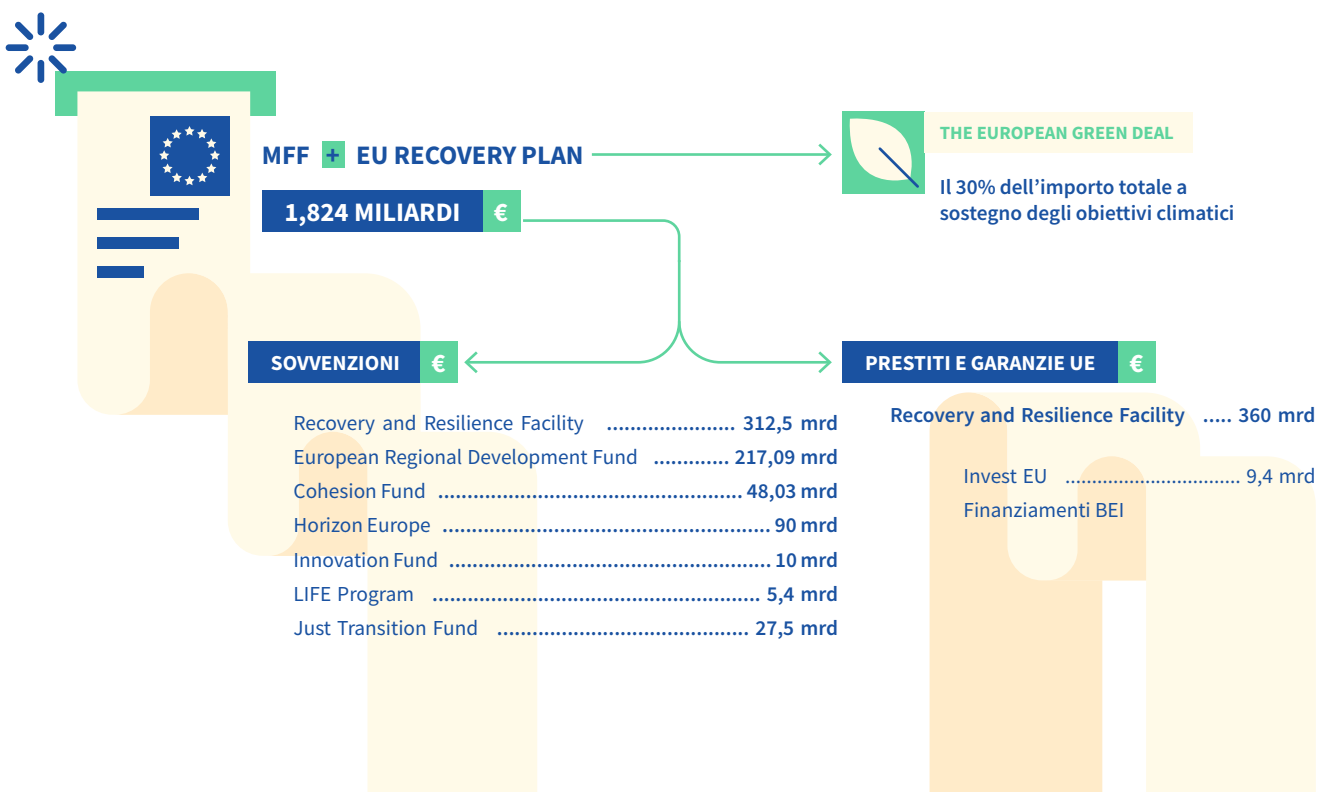 MFF + EU RECOVERY PLAN
1,824 MILIARDI €
THE EUROPEAN GREEN DEAL
Il 30% dell’importo totale a
sostegno degli obiettivi climatici
SOVVENZIONI €
Recovery and Resilience Facility ...................... 312,5 mrd
European Regional Development Fund ............. 217,09 mrd
Cohesion Fund .................................................... 48,03 mrd
Horizon Europe ........................................................ 90 mrd
Innovation Fund ....................................................... 10 mrd
LIFE Program ........................................................ 5,4 mrd
Just Transition Fund ........................................... 27,5 mrd
PRESTITI E GARANZIE UE €
Recovery and Resilience Facility ..... 360 mrd
Invest EU .............................. 9,4 mrd
Finanziamenti BEI